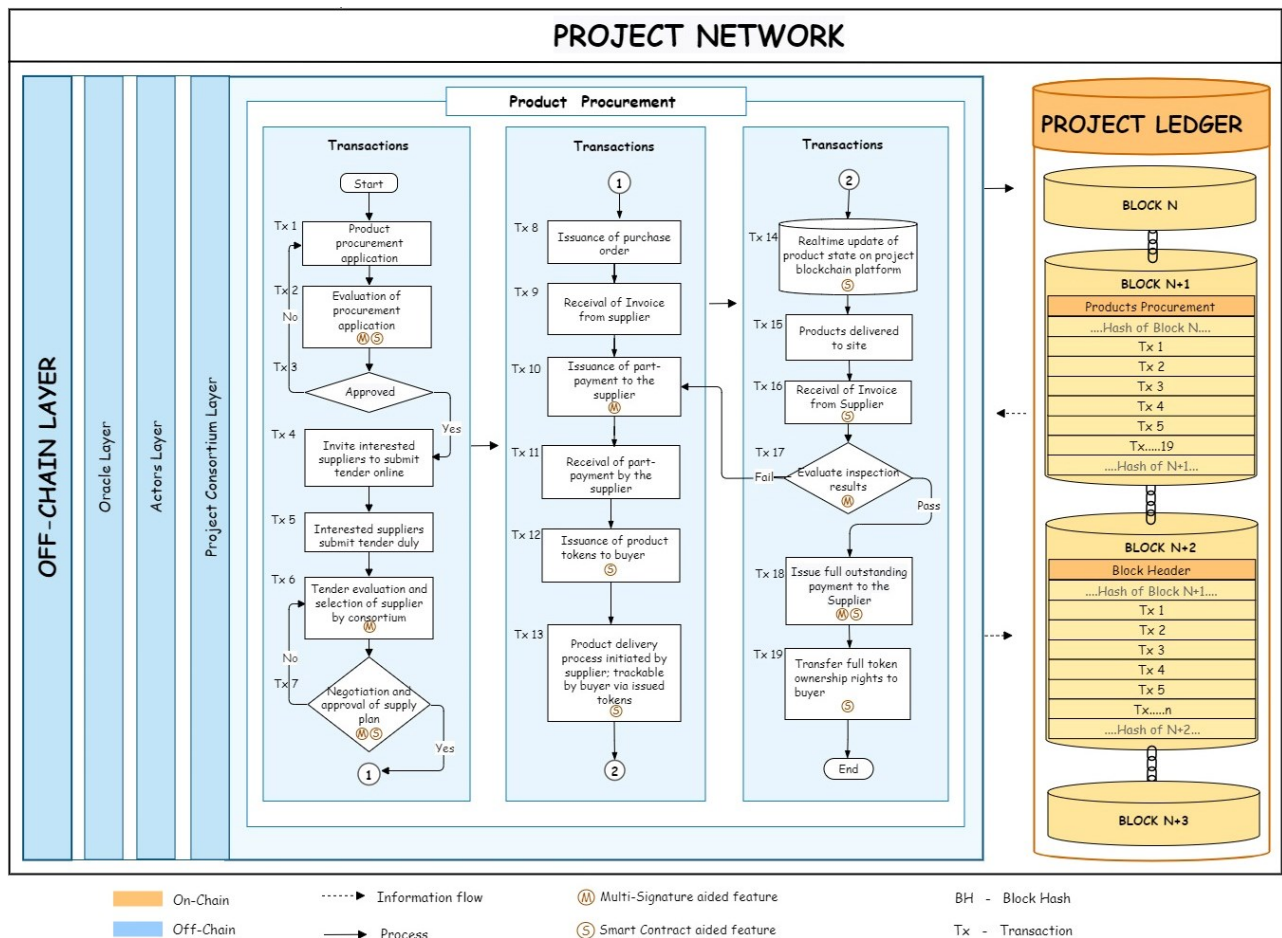 PROJECT NETWORK
OFF-CHAIN LAYER
Oracle Layer
Actors Layer
Project Consortium Layer
Product Procurement
Transactions
Start
Tx 1
Product
procurement
application
Tx 2
Evaluation of
procurement
application
M S
No
Tx 3
Approved
Yes
Tx 4
Invite interested
suppliers to submit
tender online
Tx 5
Interested suppliers
submit tender duly
Tx 6
Tender evaluation and
selection of supplier
by consortium
M
No
Tx 7
Negotiation and
approval of supply
plan
M S
Yes
1
Transactions
1
Tx 8
Issuance of purchase
order
Tx 9
Receival of Invoice
from supplier
Tx 10
Issuance of part-
payment to the
supplier
M
Tx 11
Receival of part-
payment by the
supplier
Tx 12
Issuance of product
tokens to buyer
S
Tx 13
Product delivery
process initiated by
supplier; trackable
by buyer via issued
tokens
S
2
Transactions
2
Tx 14
Realtime update of
product state on project
blockchain platform
S
Tx 15
Products delivered
to site
Tx 16
Receival of Invoice
from Supplier
S
Tx 17
Evaluate inspection
results
M
Fail
Pass
Tx 18
Issue full outstanding
payment to the
Supplier
M S
Tx 19
Transfer full token
ownership rights to
buyer
S
End
PROJECT LEDGER
BLOCK N
BLOCK N+1
Products Procurement
....Hash of Block N....
Tx 1
Tx 2
Tx 3
Tx 4
Tx 5
Tx.....19
....Hash of N+1...
BLOCK N+2
Block Header
....Hash of Block N+1....
Tx 1
Tx 2
Tx 3
Tx 4
Tx 5
Tx.....n
....Hash of N+2...
BLOCK N+3
On-Chain
Off-Chain
Information flow
Process
M Multi-Signature aided feature
S Smart Contract aided feature
BH - Block Hash
Tx - Transaction